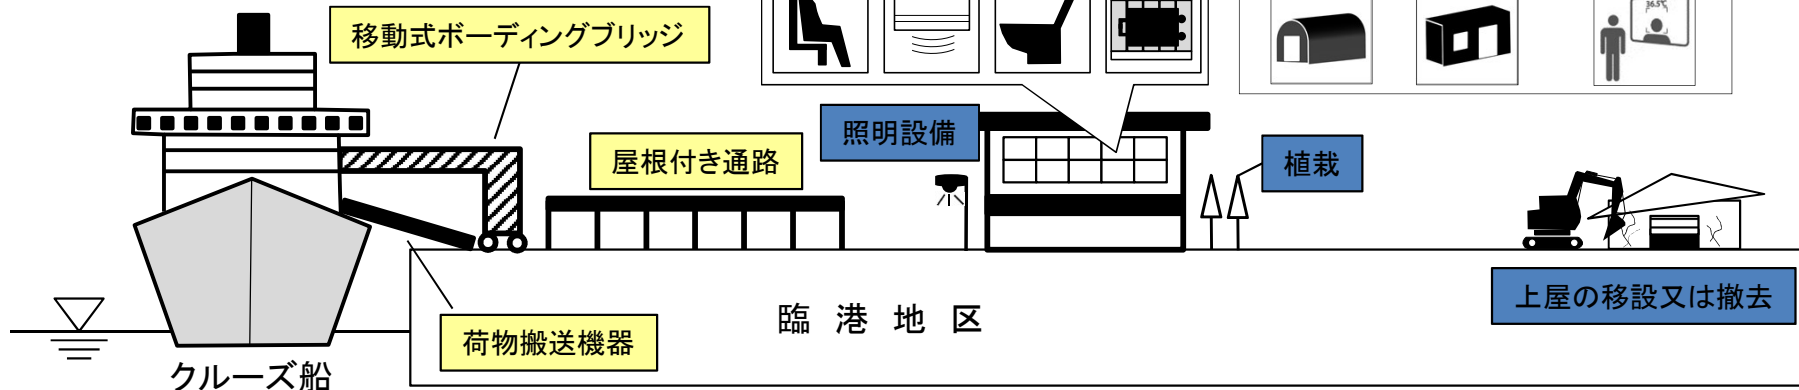 36.5℃
移動式ボーディングブリッジ
照明設備
屋根付き通路
植栽
上屋の移設又は撤去
臨港地区
荷物搬送機器
クルーズ船